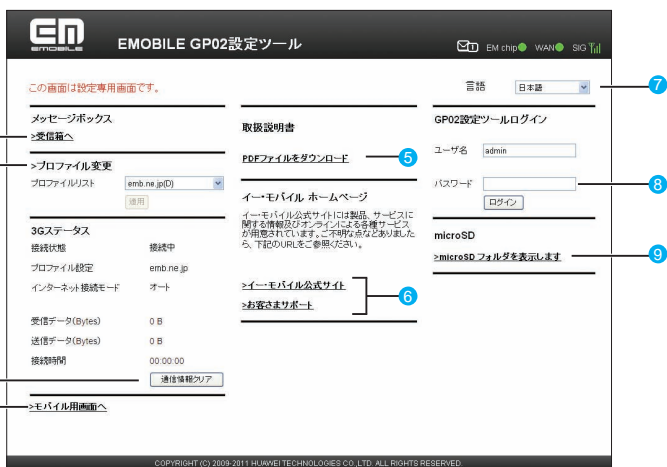 EM
EMOBILE
EMOBILE GP02設定ツール
EM chip
WAN
SIG
この画面は設定専用画面です。
言語
日本語
7
メッセージボックス
>受信箱へ
>プロファイル変更
プロファイルリスト
emb.ne.jp(D)
適用
3Gステータス
接続状態
接続中
プロファイル設定
emb.ne.jp
インターネット接続モード
オート
受信データ(Bytes)
0 B
送信データ(Bytes)
0 B
接続時間
00:00:00
通信情報クリア
>モバイル用画面へ
取扱説明書
PDFファイルをダウンロード
5
イー・モバイル ホームページ
イー・モバイル公式サイトには製品、サービスに
関する情報及びオンラインによる各種サービス
が用意されています。ご不明な点などありました
ら、下記のURLをご参照ください。
>イー・モバイル公式サイト
>お客さまサポート
6
GP02設定ツールログイン
ユーザ名
admin
パスワード
8
ログイン
microSD
>microSD フォルダを表示します
9
COPYRIGHT (C) 2009-2011 HUAWEI TECHNOLOGIES CO.,LTD. ALL RIGHTS RESERVED.